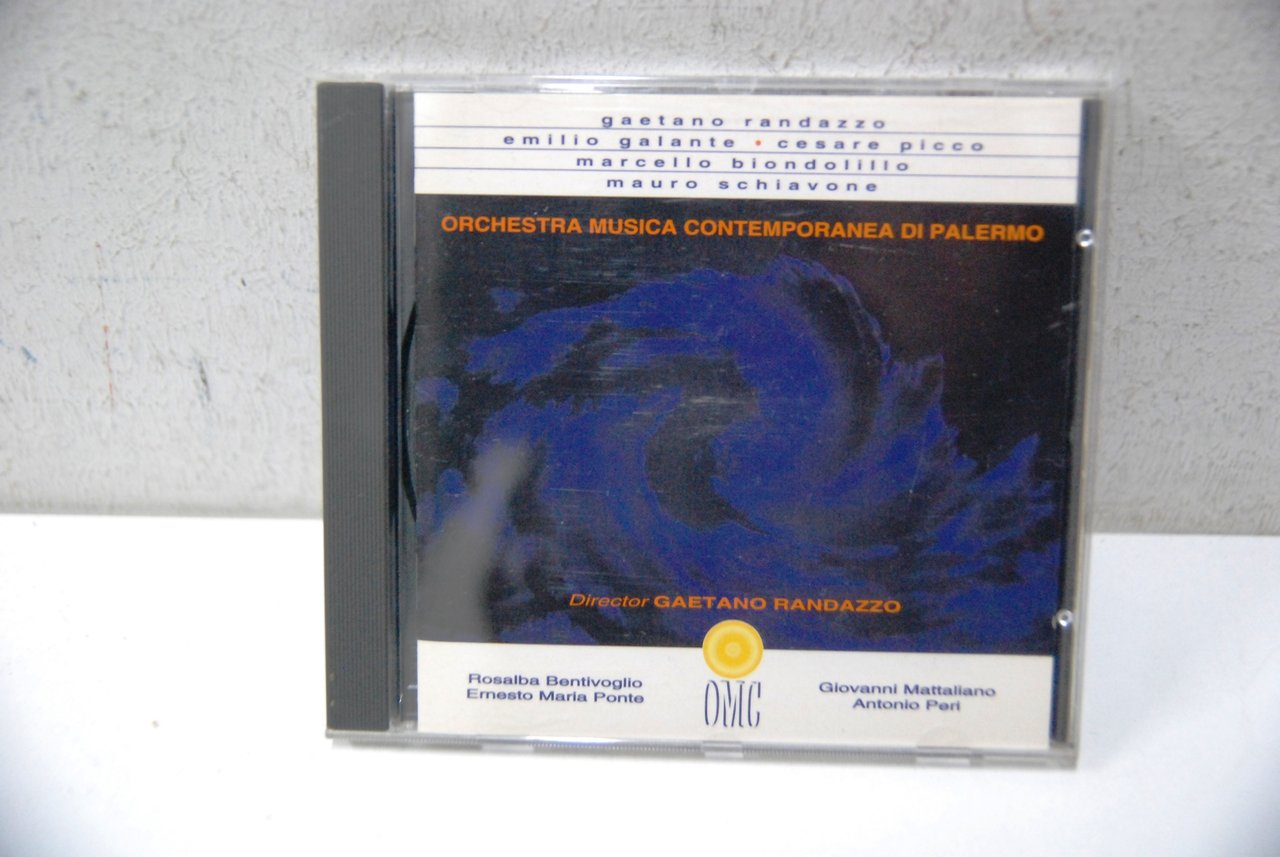 gaetano randazzo
emilio galante • cesare picco
marcello biondolillo
mauro schiavone
ORCHESTRA MUSICA CONTEMPORANEA DI PALERMO
Director GAETANO RANDAZZO
Rosalba Bentivoglio
Ernesto Maria Ponte
OMC
Giovanni Mattaliano
Antonio Peri